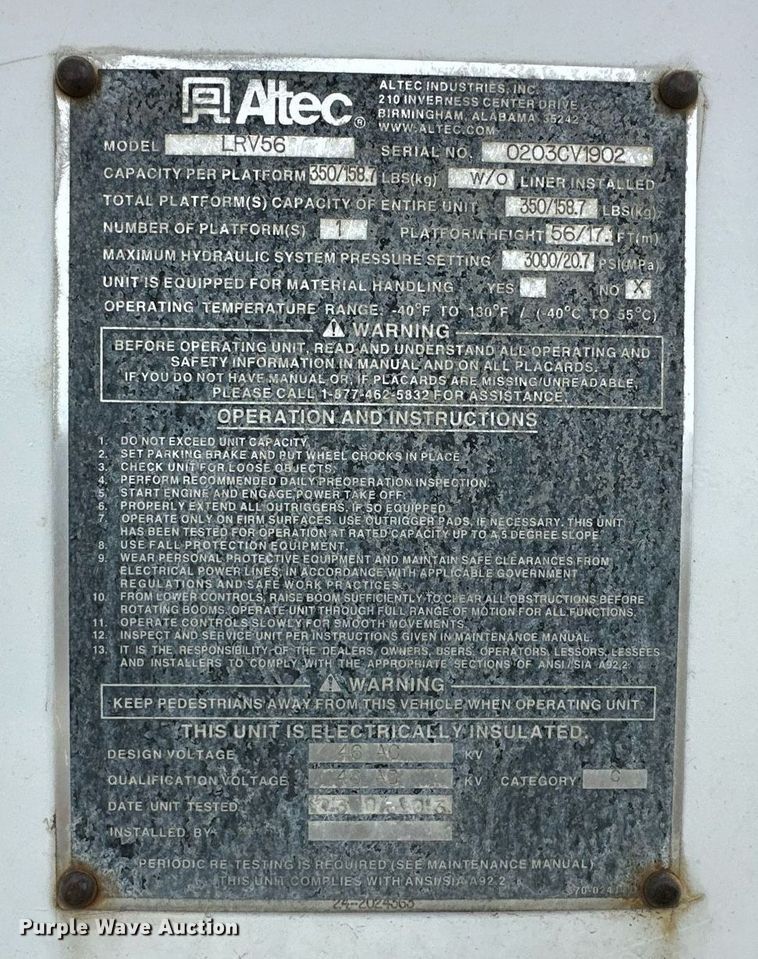 Altec®
ALTEC INDUSTRIES, INC.
210 INVERNESS CENTER DRIVE
BIRMINGHAM, ALABAMA 35242
WWW.ALTEC.COM
MODEL LRV56 SERIAL NO. 0203CV1902
CAPACITY PER PLATFORM 350/158.7 LBS(kg) W/O LINER INSTALLED
TOTAL PLATFORM(S) CAPACITY OF ENTIRE UNIT 350/158.7 LBS(kg)
NUMBER OF PLATFORM(S) 1 PLATFORM HEIGHT 56/17. FT(m)
MAXIMUM HYDRAULIC SYSTEM PRESSURE SETTING 3000/20.7 PSI(MPa)
UNIT IS EQUIPPED FOR MATERIAL HANDLING YES NO X
OPERATING TEMPERATURE RANGE: -40°F TO 130°F / (-40°C TO 55°C)
WARNING
BEFORE OPERATING UNIT, READ AND UNDERSTAND ALL OPERATING AND
SAFETY INFORMATION IN MANUAL AND ON ALL PLACARDS.
IF YOU DO NOT HAVE MANUAL OR, IF PLACARDS ARE MISSING/UNREADABLE,
PLEASE CALL 1-877-462-5832 FOR ASSISTANCE.
OPERATION AND INSTRUCTIONS
1. DO NOT EXCEED UNIT CAPACITY.
2. SET PARKING BRAKE AND PUT WHEEL CHOCKS IN PLACE
3. CHECK UNIT FOR LOOSE OBJECTS.
4. PERFORM RECOMMENDED DAILY PREOPERATION INSPECTION.
5. START ENGINE AND ENGAGE POWER TAKE OFF.
6. PROPERLY EXTEND ALL OUTRIGGERS, IF SO EQUIPPED.
7. OPERATE ONLY ON FIRM SURFACES. USE OUTRIGGER PADS, IF NECESSARY. THIS UNIT
HAS BEEN TESTED FOR OPERATION AT RATED CAPACITY UP TO A 5 DEGREE SLOPE.
8. USE FALL PROTECTION EQUIPMENT.
9. WEAR PERSONAL PROTECTIVE EQUIPMENT AND MAINTAIN SAFE CLEARANCES FROM
ELECTRICAL POWER LINES, IN ACCORDANCE WITH APPLICABLE GOVERNMENT
REGULATIONS AND SAFE WORK PRACTICES.
10. FROM LOWER CONTROLS, RAISE BOOM SUFFICIENTLY TO CLEAR ALL OBSTRUCTIONS BEFORE
ROTATING BOOMS. OPERATE UNIT THROUGH FULL RANGE OF MOTION FOR ALL FUNCTIONS.
11. OPERATE CONTROLS SLOWLY FOR SMOOTH MOVEMENTS.
12. INSPECT AND SERVICE UNIT PER INSTRUCTIONS GIVEN IN MAINTENANCE MANUAL.
13. IT IS THE RESPONSIBILITY OF THE DEALERS, OWNERS, USERS, OPERATORS, LESSORS, LESSEES
AND INSTALLERS TO COMPLY WITH THE APPROPRIATE SECTIONS OF ANSI/SIA A92.2.
WARNING
KEEP PEDESTRIANS AWAY FROM THIS VEHICLE WHEN OPERATING UNIT.
THIS UNIT IS ELECTRICALLY INSULATED.
DESIGN VOLTAGE 46 AC KV
QUALIFICATION VOLTAGE 46 AC KV CATEGORY C
DATE UNIT TESTED
INSTALLED BY
PERIODIC RE-TESTING IS REQUIRED (SEE MAINTENANCE MANUAL)
THIS UNIT COMPLIES WITH ANSI/SIA A92.2
24-2024363
Purple Wave Auction